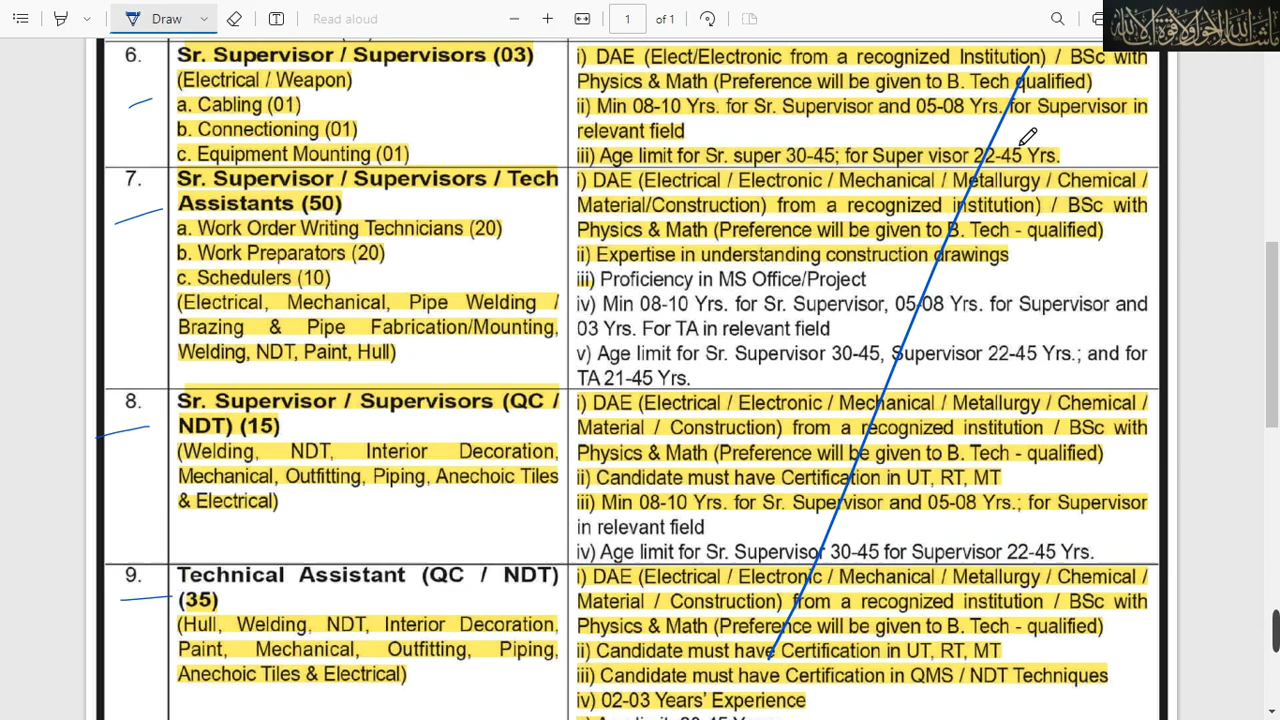 Draw
Read aloud
1
of 1
6.
Sr. Supervisor / Supervisors (03)
(Electrical / Weapon)
a. Cabling (01)
b. Connectioning (01)
c. Equipment Mounting (01)
i) DAE (Elect/Electronic from a recognized Institution) / BSc with
Physics & Math (Preference will be given to B. Tech qualified)
ii) Min 08-10 Yrs. for Sr. Supervisor and 05-08 Yrs. for Supervisor in
relevant field
iii) Age limit for Sr. super 30-45; for Super visor 22-45 Yrs.
7.
Sr. Supervisor / Supervisors / Tech
Assistants (50)
a. Work Order Writing Technicians (20)
b. Work Preparators (20)
c. Schedulers (10)
(Electrical, Mechanical, Pipe Welding /
Brazing & Pipe Fabrication/Mounting,
Welding, NDT, Paint, Hull)
i) DAE (Electrical / Electronic / Mechanical / Metallurgy / Chemical /
Material/Construction) from a recognized institution) / BSc with
Physics & Math (Preference will be given to B. Tech - qualified)
ii) Expertise in understanding construction drawings
iii) Proficiency in MS Office/Project
iv) Min 08-10 Yrs. for Sr. Supervisor, 05-08 Yrs. for Supervisor and
03 Yrs. For TA in relevant field
v) Age limit for Sr. Supervisor 30-45, Supervisor 22-45 Yrs.; and for
TA 21-45 Yrs.
8.
Sr. Supervisor / Supervisors (QC /
NDT) (15)
(Welding, NDT, Interior Decoration,
Mechanical, Outfitting, Piping, Anechoic Tiles
& Electrical)
i) DAE (Electrical / Electronic / Mechanical / Metallurgy / Chemical /
Material / Construction) from a recognized institution / BSc with
Physics & Math (Preference will be given to B. Tech - qualified)
ii) Candidate must have Certification in UT, RT, MT
iii) Min 08-10 Yrs. for Sr. Supervisor and 05-08 Yrs.; for Supervisor
in relevant field
iv) Age limit for Sr. Supervisor 30-45 for Supervisor 22-45 Yrs.
9.
Technical Assistant (QC / NDT)
(35)
(Hull, Welding, NDT, Interior Decoration,
Paint, Mechanical, Outfitting, Piping,
Anechoic Tiles & Electrical)
i) DAE (Electrical / Electronic / Mechanical / Metallurgy / Chemical /
Material / Construction) from a recognized institution / BSc with
Physics & Math (Preference will be given to B. Tech - qualified)
ii) Candidate must have Certification in UT, RT, MT
iii) Candidate must have Certification in QMS / NDT Techniques
iv) 02-03 Years' Experience